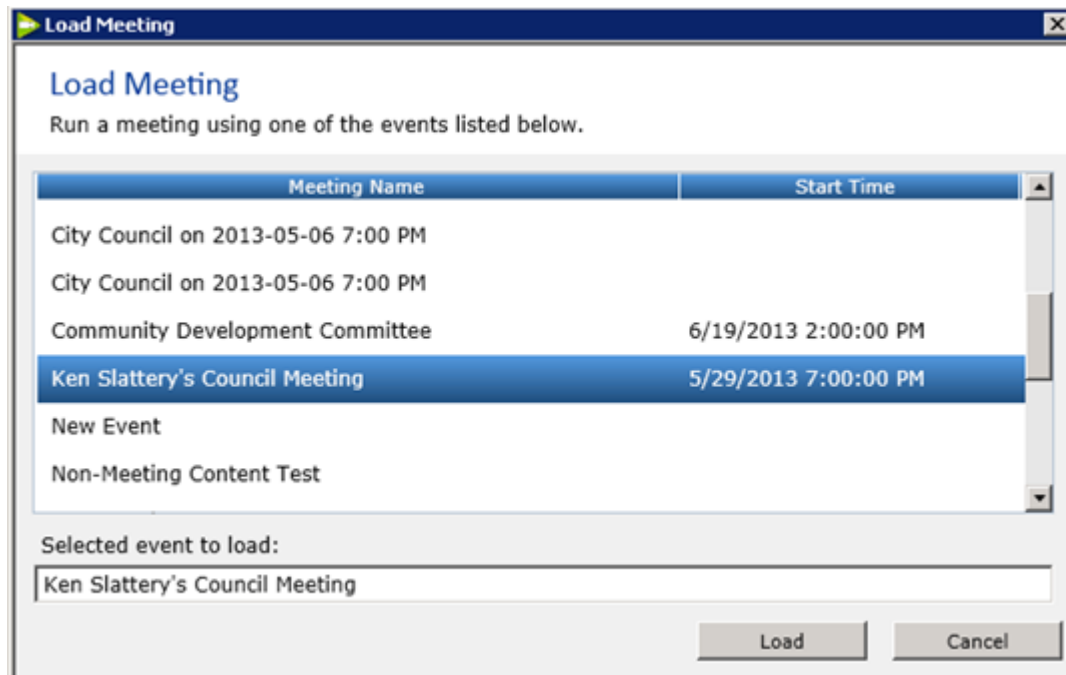 Load Meeting
Load Meeting
Run a meeting using one of the events listed below.
Meeting Name Start Time
City Council on 2013-05-06 7:00 PM
City Council on 2013-05-06 7:00 PM
Community Development Committee 6/19/2013 2:00:00 PM
Ken Slattery's Council Meeting 5/29/2013 7:00:00 PM
New Event
Non-Meeting Content Test
Selected event to load:
Ken Slattery's Council Meeting
Load Cancel